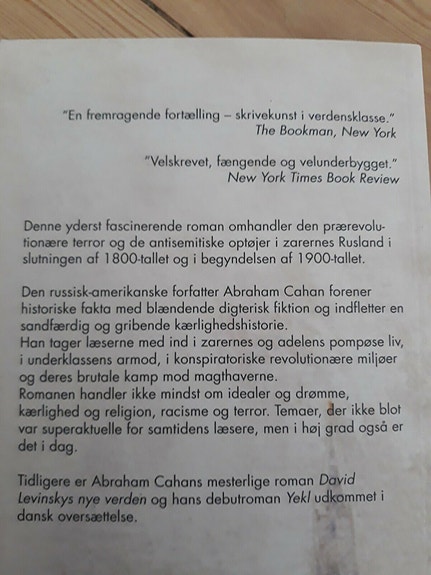 "En fremragende fortælling – skrivekunst i verdensklasse."
The Bookman, New York
"Velskrevet, fængende og velunderbygget."
New York Times Book Review
Denne yderst fascinerende roman omhandler den prærevolu-
tionære terror og de antisemitiske optøjer i zarernes Rusland i
slutningen af 1800-tallet og i begyndelsen af 1900-tallet.
Den russisk-amerikanske forfatter Abraham Cahan forener
historiske fakta med blændende digterisk fiktion og indfletter en
sandfærdig og gribende kærlighedshistorie.
Han tager læserne med ind i zarernes og adelens pompøse liv,
i underklassens armod, i konspiratoriske revolutionære miljøer
og deres brutale kamp mod magthaverne.
Romanen handler ikke mindst om idealer og drømme,
kærlighed og religion, racisme og terror. Temaer, der ikke blot
var superaktuelle for samtidens læsere, men i høj grad også er
det i dag.
Tidligere er Abraham Cahans mesterlige roman David
Levinskys nye verden og hans debutroman Yekl udkommet i
dansk oversættelse.